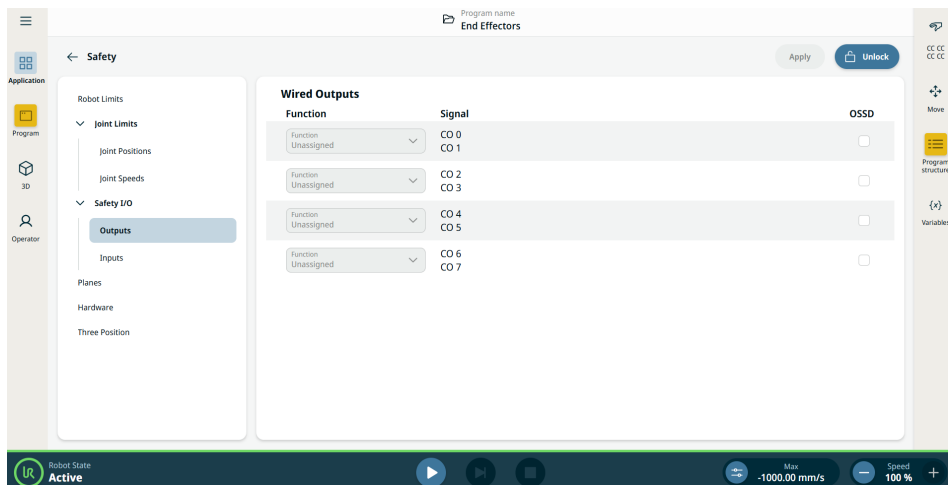 Program name
End Effectors
Safety
Apply
Unlock
Application
Program
3D
Operator
Robot Limits
Joint Limits
Joint Positions
Joint Speeds
Safety I/O
Outputs
Inputs
Planes
Hardware
Three Position
Wired Outputs
Function Signal OSSD
Function
Unassigned
CO 0
CO 1
Function
Unassigned
CO 2
CO 3
Function
Unassigned
CO 4
CO 5
Function
Unassigned
CO 6
CO 7
CC CC
CC CC
Move
Program
structure
{x}
Variables
UR
Robot State
Active
Max
-1000.00 mm/s
Speed
100 %